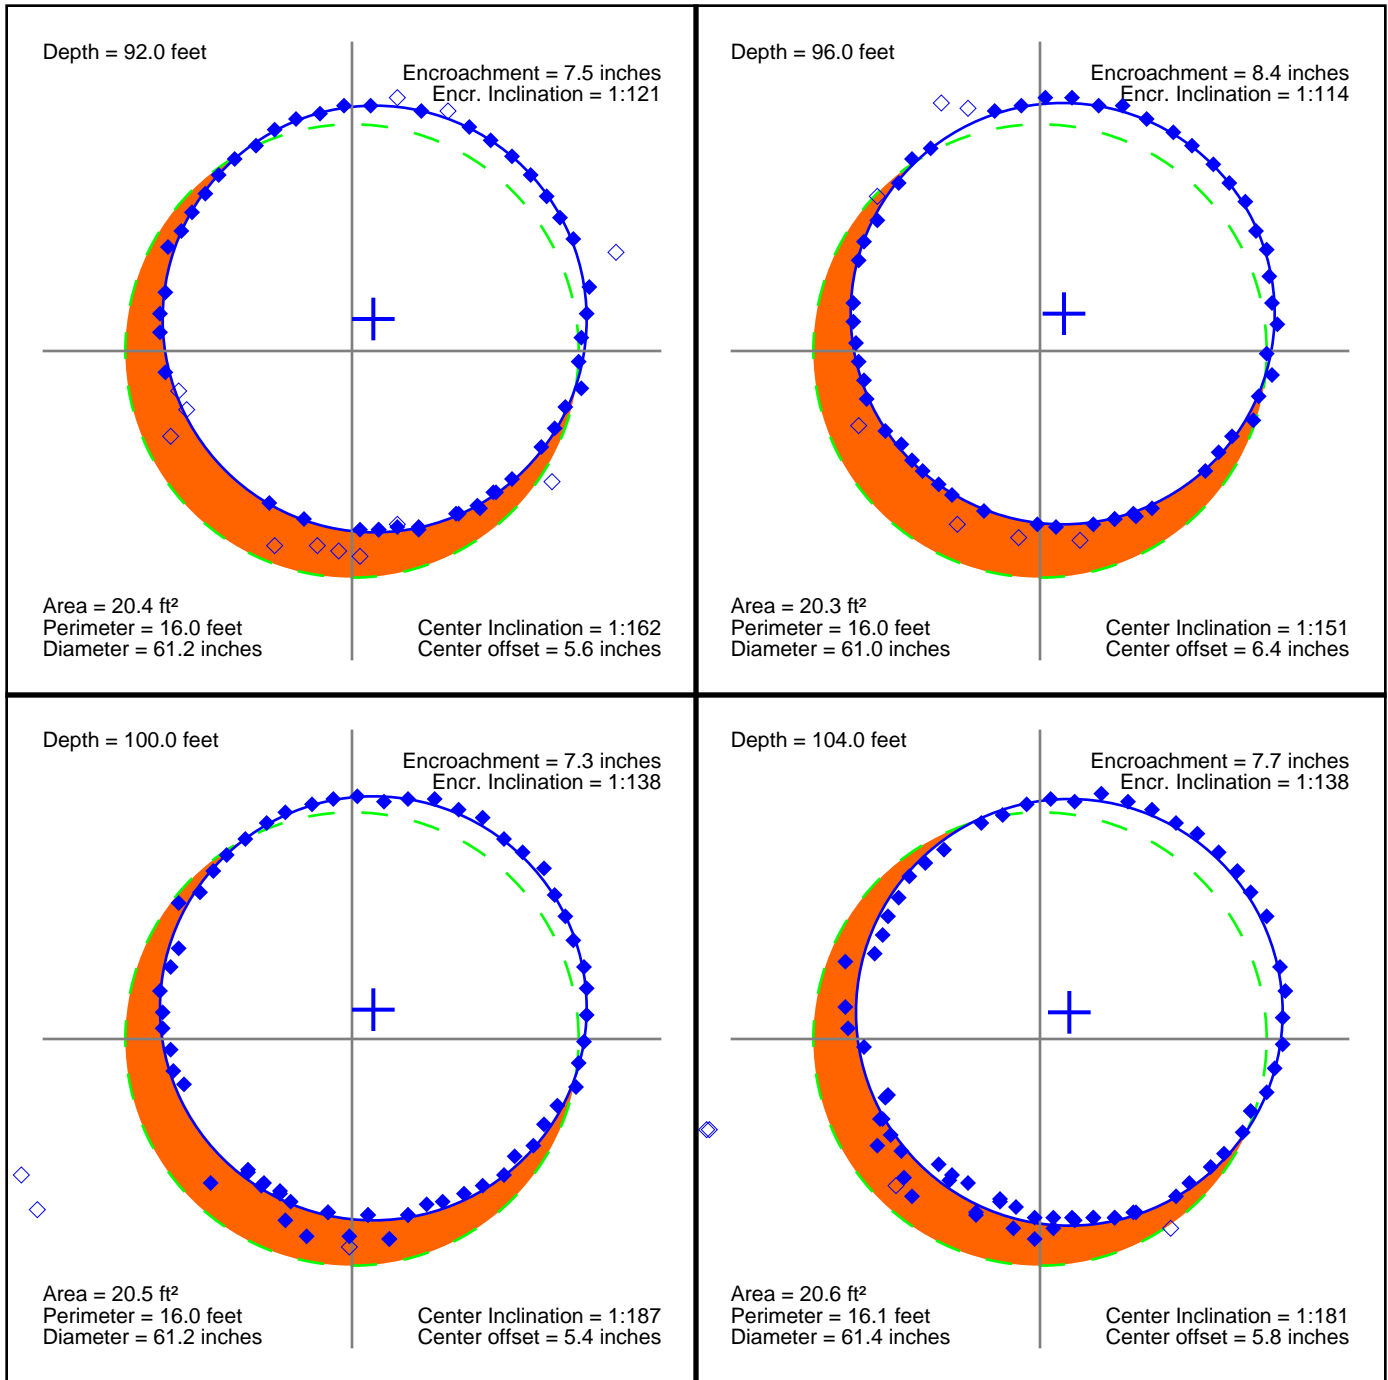 Depth = 92.0 feet
Encroachment = 7.5 inches
Encr. Inclination = 1:121
Area = 20.4 ft²
Perimeter = 16.0 feet
Diameter = 61.2 inches
Center Inclination = 1:162
Center offset = 5.6 inches
Depth = 96.0 feet
Encroachment = 8.4 inches
Encr. Inclination = 1:114
Area = 20.3 ft²
Perimeter = 16.0 feet
Diameter = 61.0 inches
Center Inclination = 1:151
Center offset = 6.4 inches
Depth = 100.0 feet
Encroachment = 7.3 inches
Encr. Inclination = 1:138
Area = 20.5 ft²
Perimeter = 16.0 feet
Diameter = 61.2 inches
Center Inclination = 1:187
Center offset = 5.4 inches
Depth = 104.0 feet
Encroachment = 7.7 inches
Encr. Inclination = 1:138
Area = 20.6 ft²
Perimeter = 16.1 feet
Diameter = 61.4 inches
Center Inclination = 1:181
Center offset = 5.8 inches